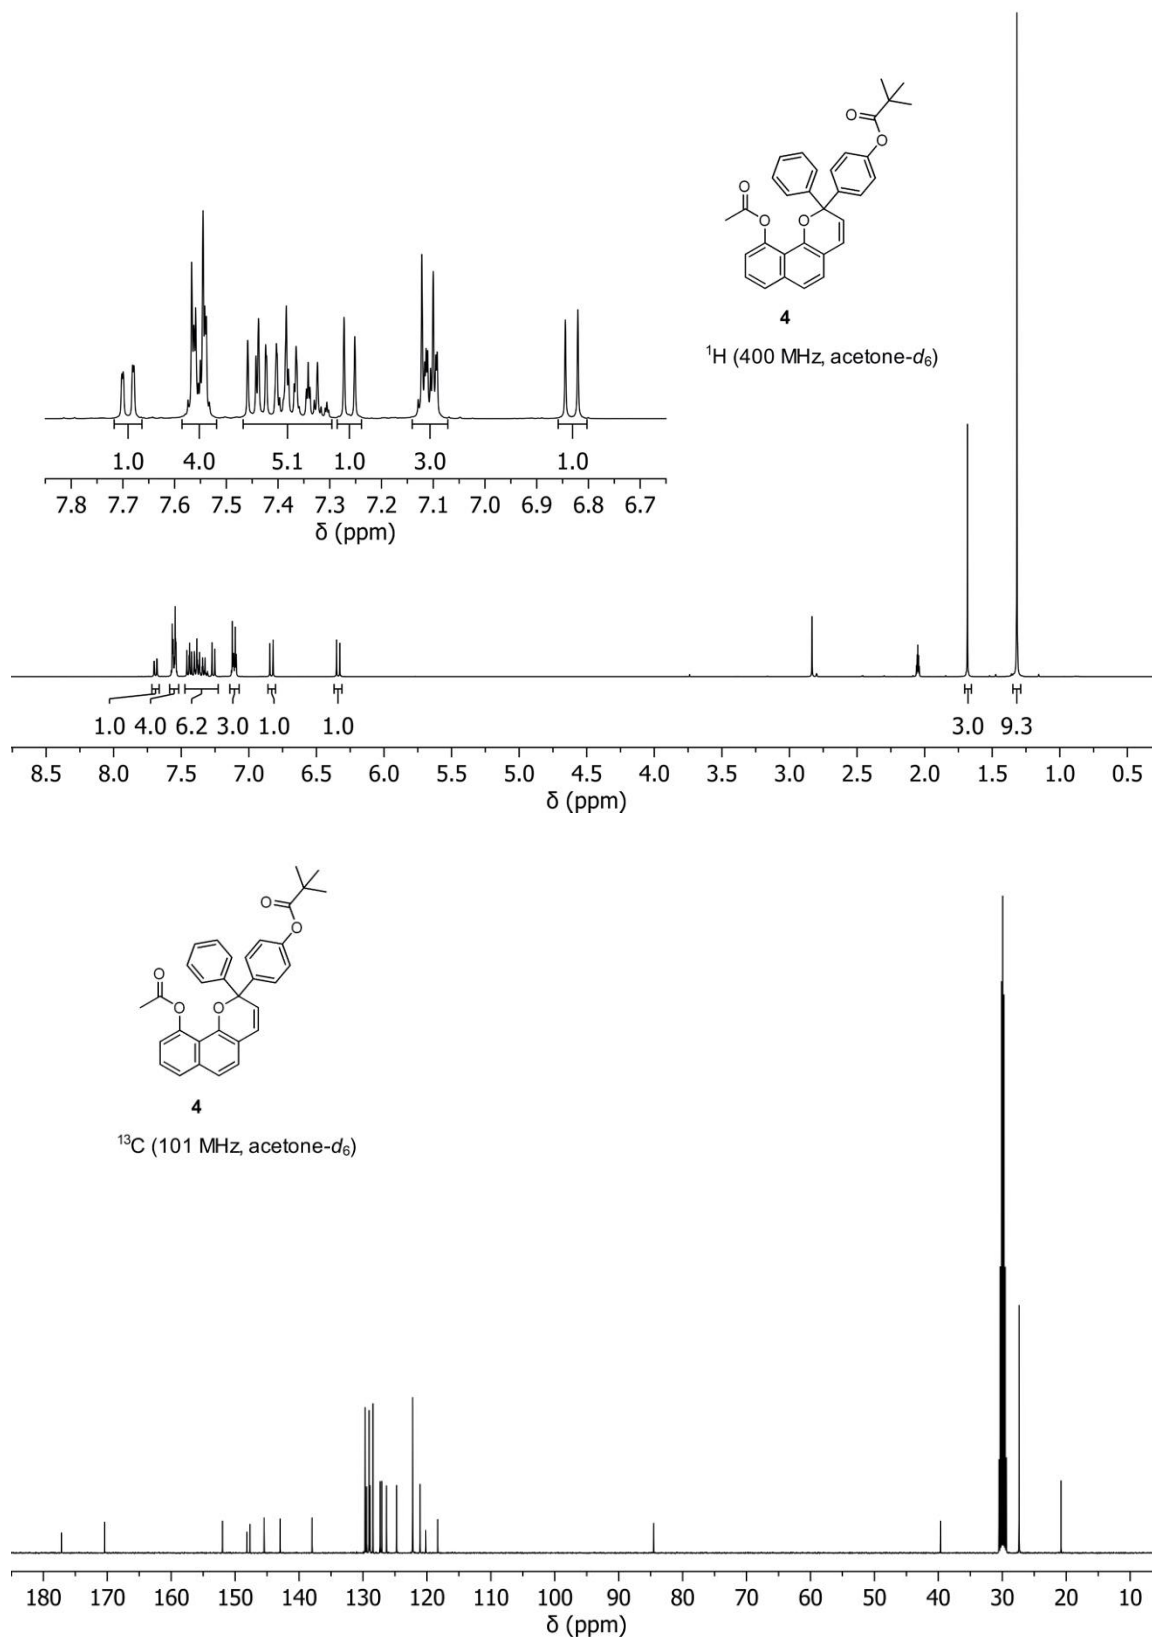 O
O
O
O
O
4
¹H (400 MHz, acetone-d₆)
1.0 4.0 5.1 1.0 3.0 1.0
7.8 7.7 7.6 7.5 7.4 7.3 7.2 7.1 7.0 6.9 6.8 6.7
δ (ppm)
1.0 4.0 6.2 3.0 1.0 1.0 3.0 9.3
8.5 8.0 7.5 7.0 6.5 6.0 5.5 5.0 4.5 4.0 3.5 3.0 2.5 2.0 1.5 1.0 0.5
δ (ppm)
O
O
O
O
O
4
¹³C (101 MHz, acetone-d₆)
180 170 160 150 140 130 120 110 100 90 80 70 60 50 40 30 20 10
δ (ppm)